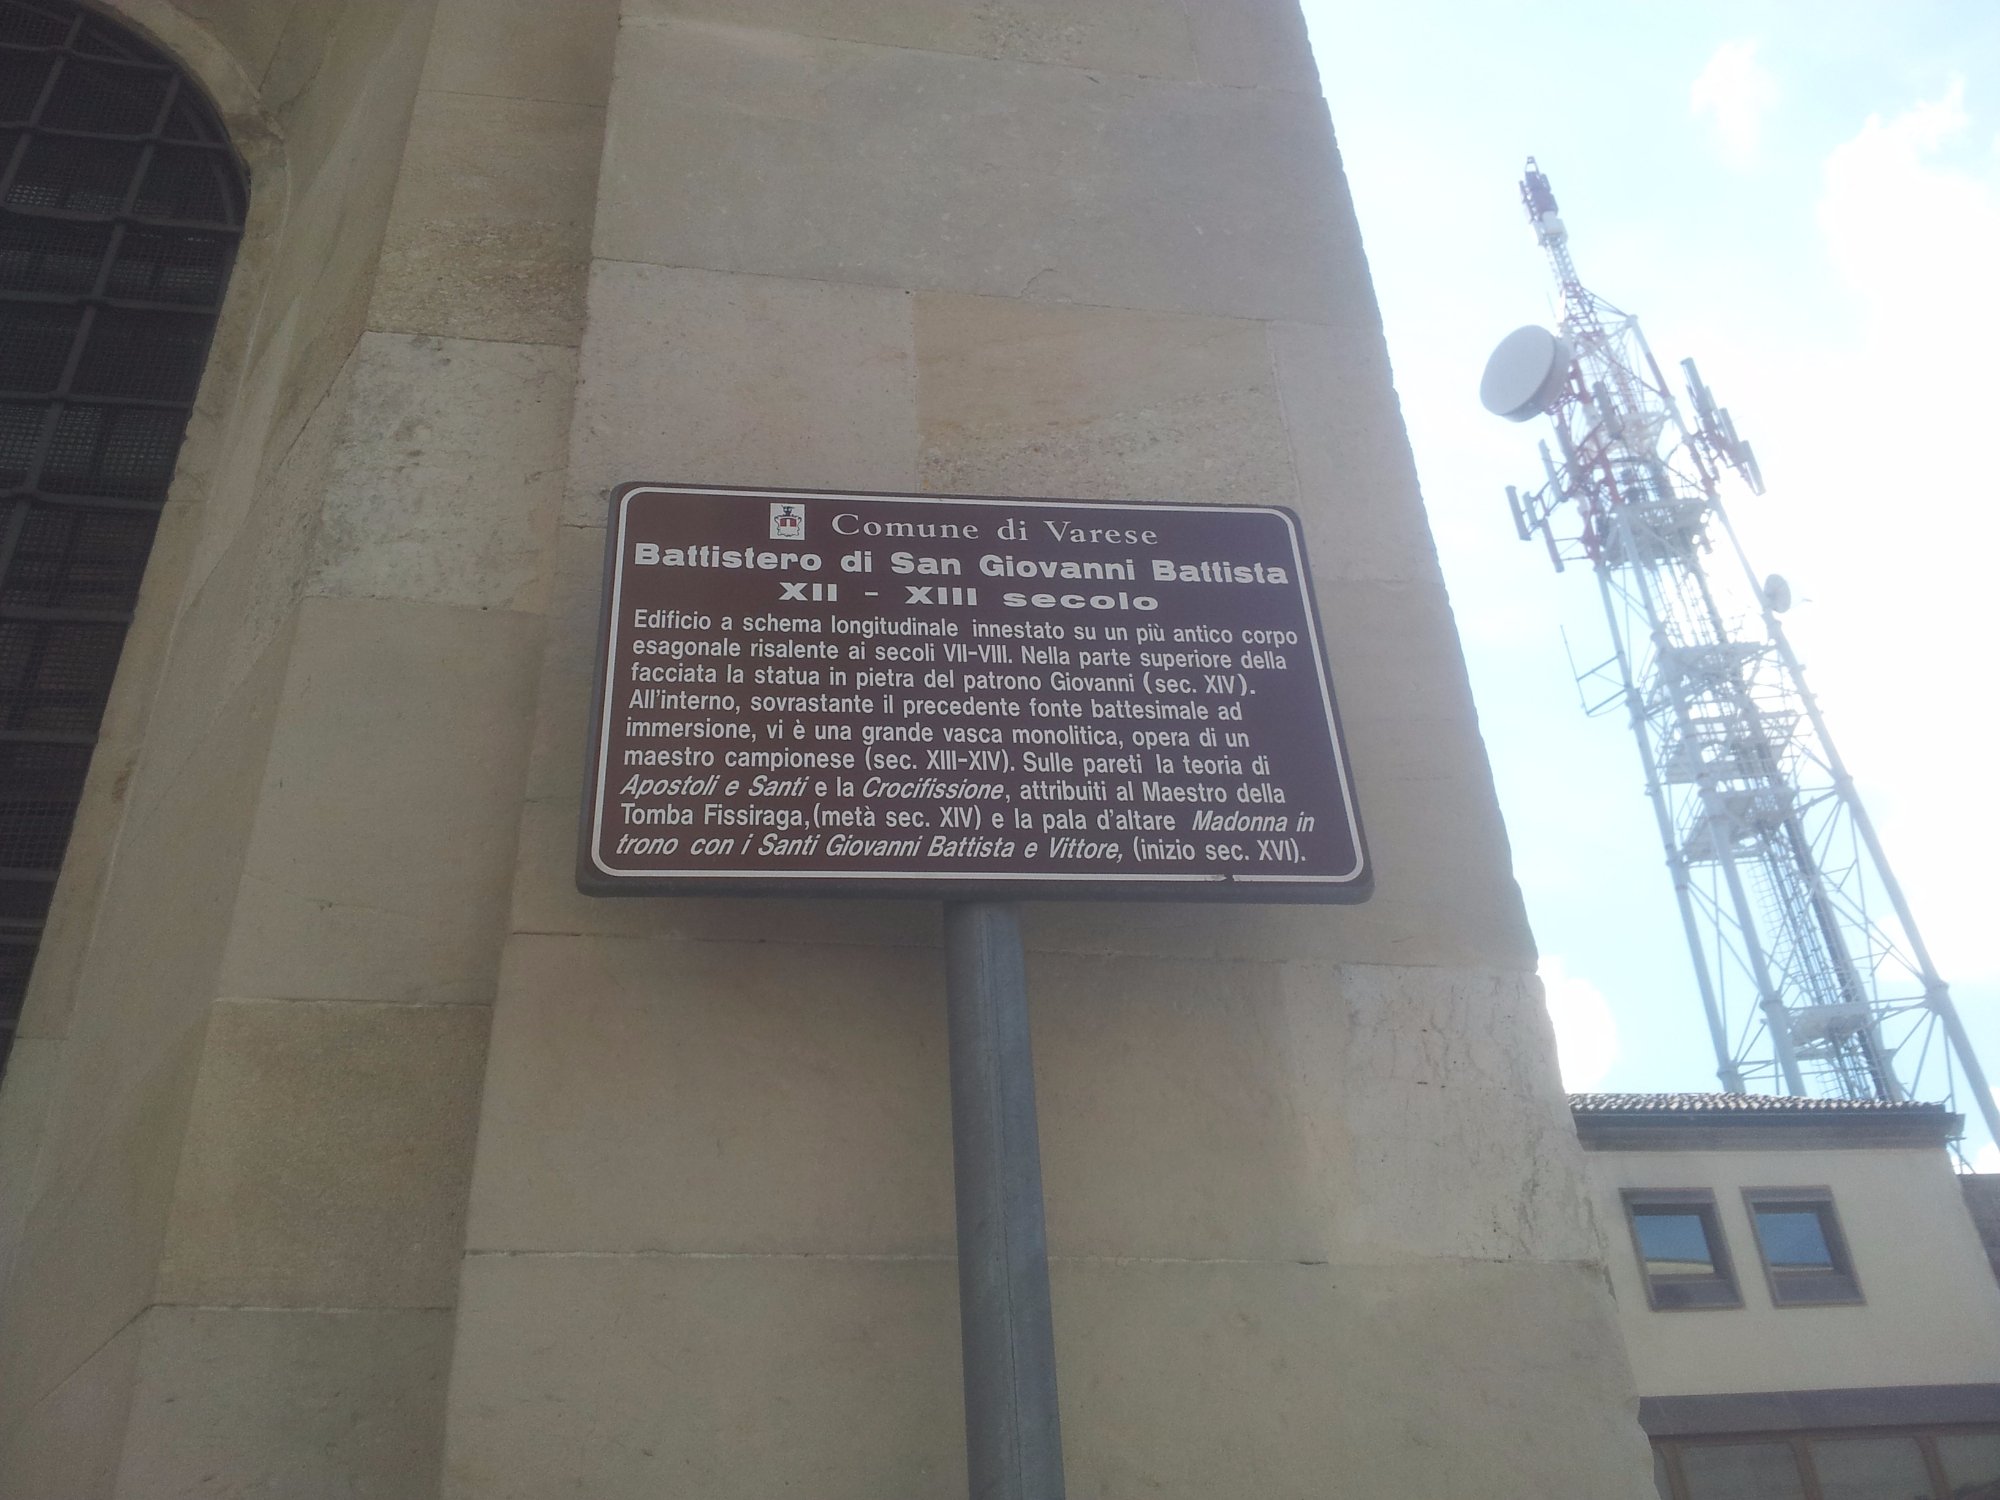 Comune di Varese
Battistero di San Giovanni Battista
XII - XIII secolo
Edificio a schema longitudinale innestato su un più antico corpo
esagonale risalente ai secoli VII-VIII. Nella parte superiore della
facciata la statua in pietra del patrono Giovanni (sec. XIV).
All'interno, sovrastante il precedente fonte battesimale ad
immersione, vi è una grande vasca monolitica, opera di un
maestro campionese (sec. XIII-XIV). Sulle pareti la teoria di
Apostoli e Santi e la Crocifissione, attribuiti al Maestro della
Tomba Fissiraga, (metà sec. XIV) e la pala d'altare Madonna in
trono con i Santi Giovanni Battista e Vittore, (inizio sec. XVI).